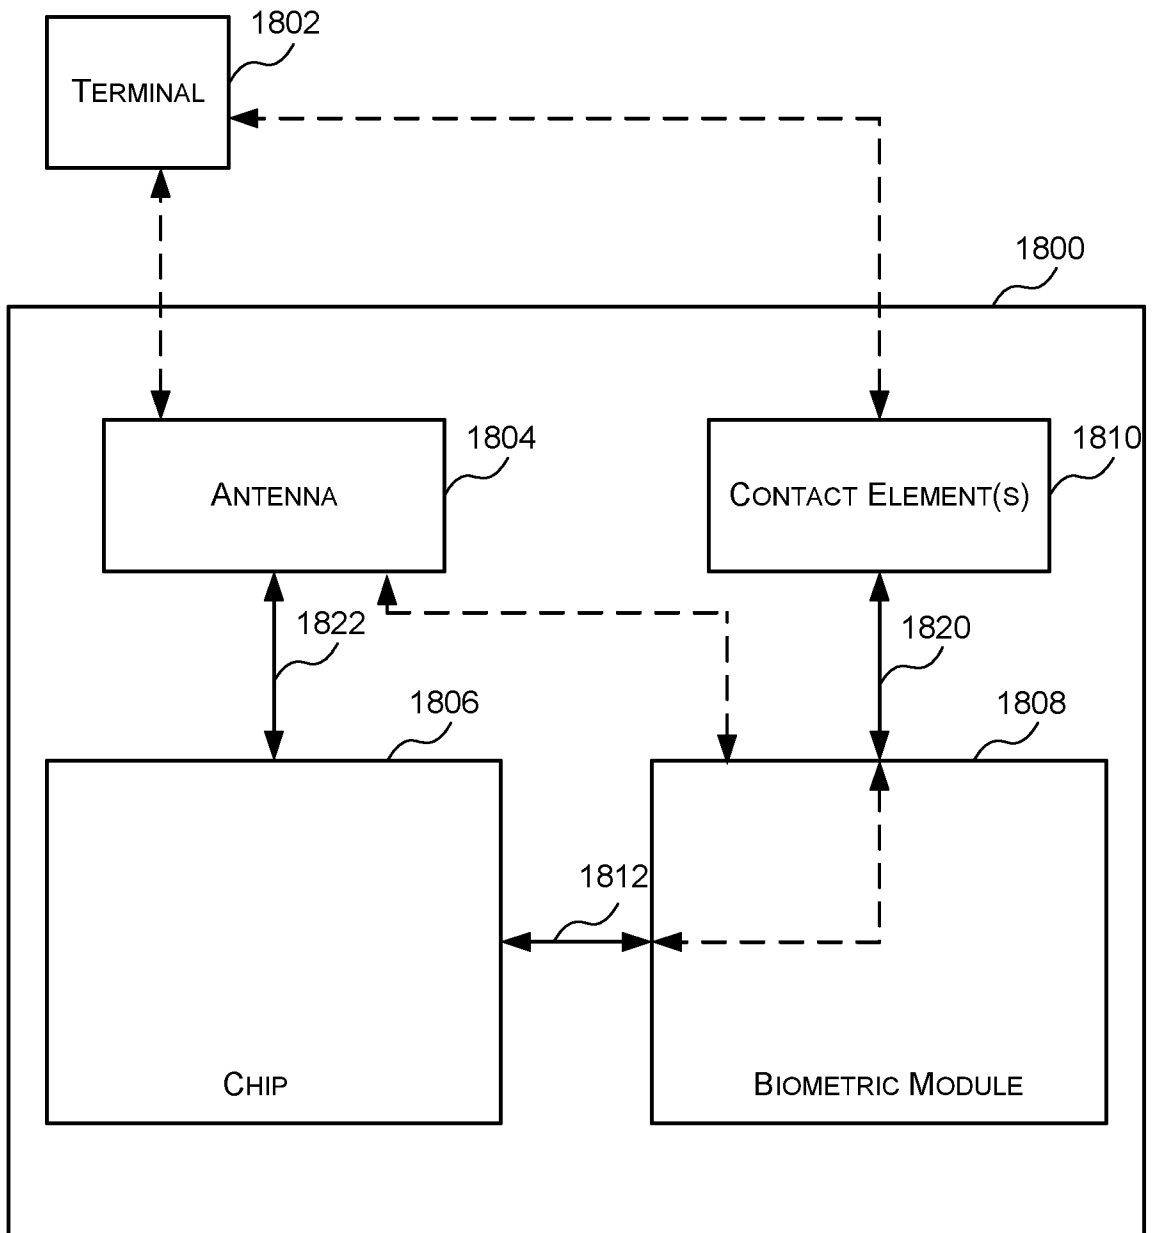 1802
TERMINAL
1800
1804
1810
ANTENNA
CONTACT ELEMENT(S)
1822
1820
1806
1808
1812
CHIP
BIOMETRIC MODULE